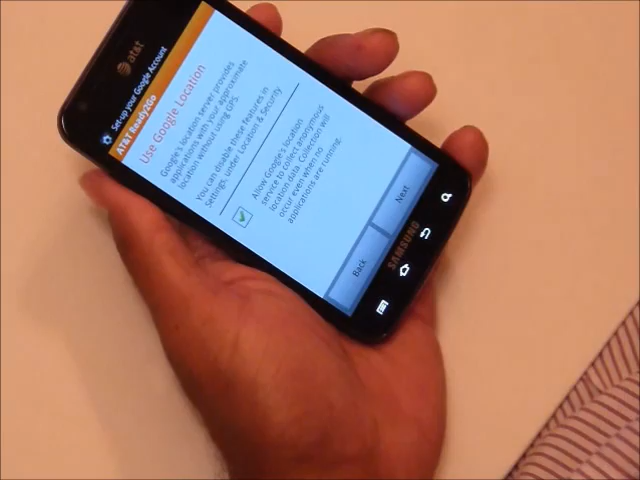 at&t
Set-up your Google Account
AT&T Ready2Go
Use Google Location
Google's location server provides
applications with your approximate
location without using GPS.
You can disable these features in
Settings, under Location & Security
Allow Google's location
service to collect anonymous
location data. Collection will
occur even when no
applications are running.
Back
Next
SAMSUNG